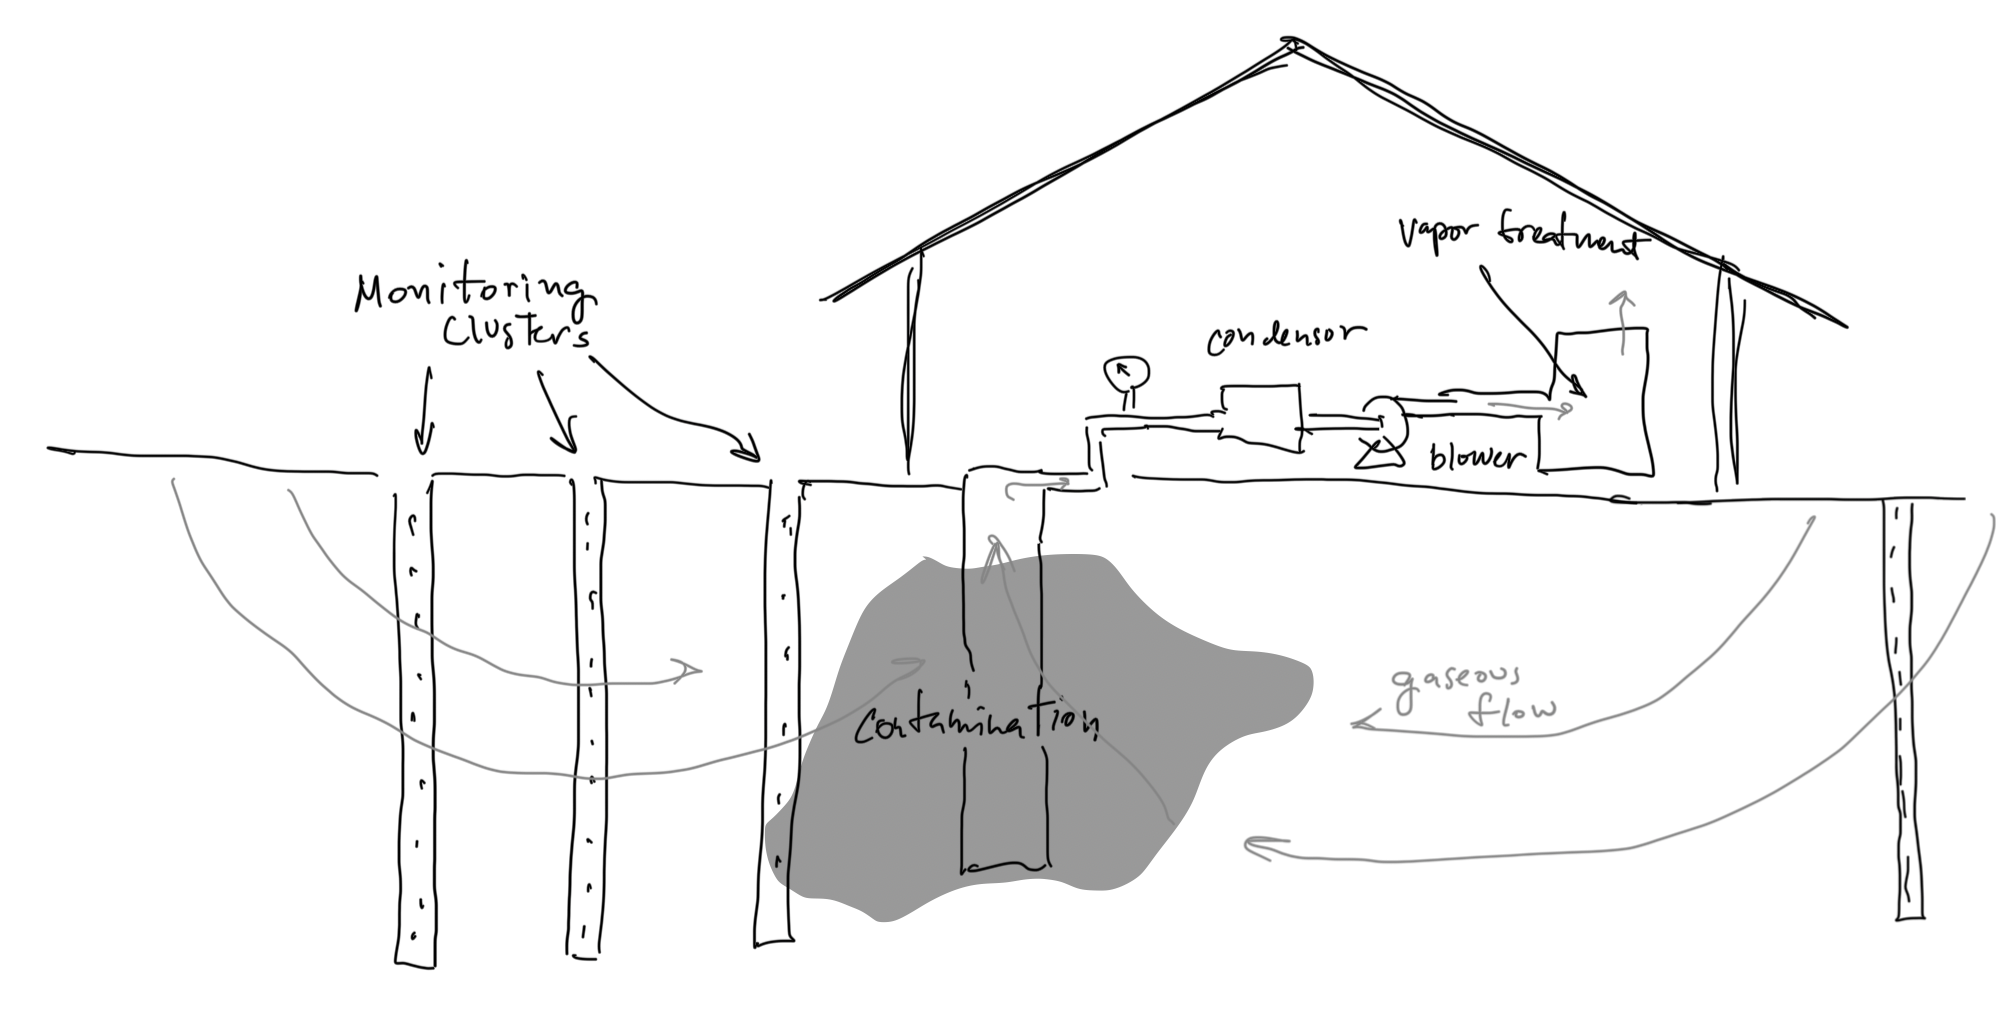 Monitoring
Clusters
vapor treatment
condensor
blower
Contamination
gaseous
flow